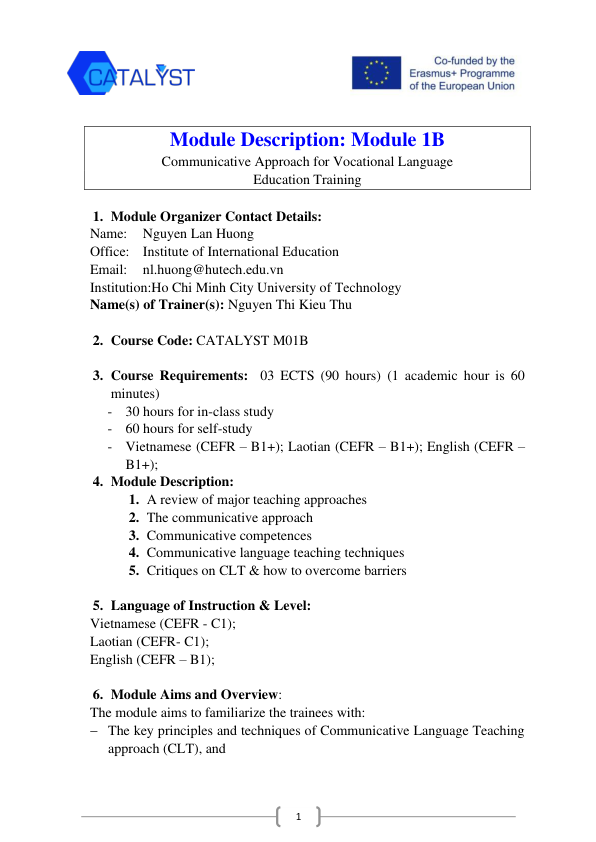 CATALYST
Co-funded by the
Erasmus+ Programme
of the European Union
Module Description: Module 1B
Communicative Approach for Vocational Language
Education Training
1. Module Organizer Contact Details:
Name: Nguyen Lan Huong
Office: Institute of International Education
Email: nl.huong@hutech.edu.vn
Institution:Ho Chi Minh City University of Technology
Name(s) of Trainer(s): Nguyen Thi Kieu Thu
2. Course Code: CATALYST M01B
3. Course Requirements: 03 ECTS (90 hours) (1 academic hour is 60
minutes)
- 30 hours for in-class study
- 60 hours for self-study
- Vietnamese (CEFR – B1+); Laotian (CEFR – B1+); English (CEFR –
B1+);
4. Module Description:
1. A review of major teaching approaches
2. The communicative approach
3. Communicative competences
4. Communicative language teaching techniques
5. Critiques on CLT & how to overcome barriers
5. Language of Instruction & Level:
Vietnamese (CEFR - C1);
Laotian (CEFR- C1);
English (CEFR – B1);
6. Module Aims and Overview:
The module aims to familiarize the trainees with:
– The key principles and techniques of Communicative Language Teaching
approach (CLT), and
1